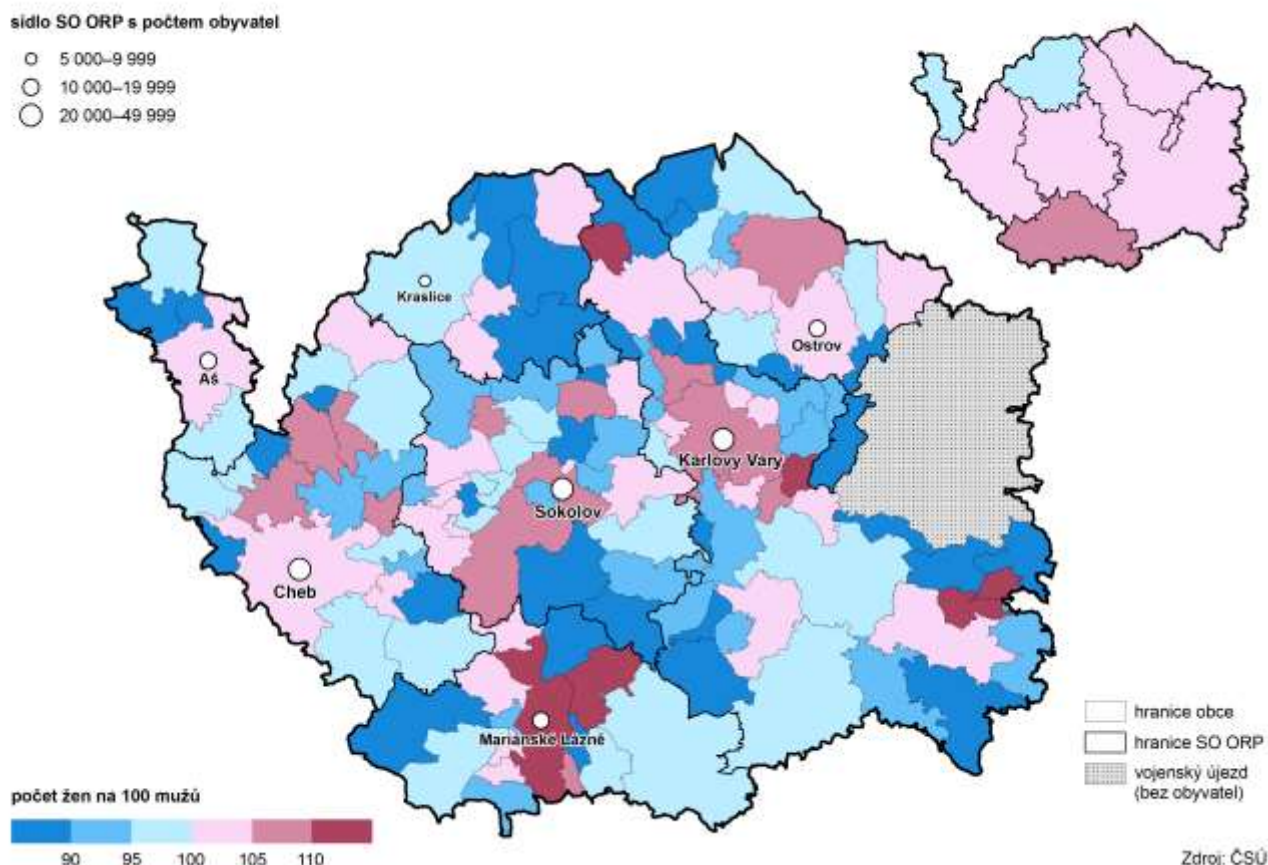 sídlo SO ORP s počtem obyvatel
5 000–9 999
10 000–19 999
20 000–49 999
Kraslice
Ostrov
Aš
Karlovy Vary
Sokolov
Cheb
Mariánské Lázně
hranice obce
hranice SO ORP
vojenský újezd
(bez obyvatel)
počet žen na 100 mužů
90 95 100 105 110
Zdroj: ČSÚ